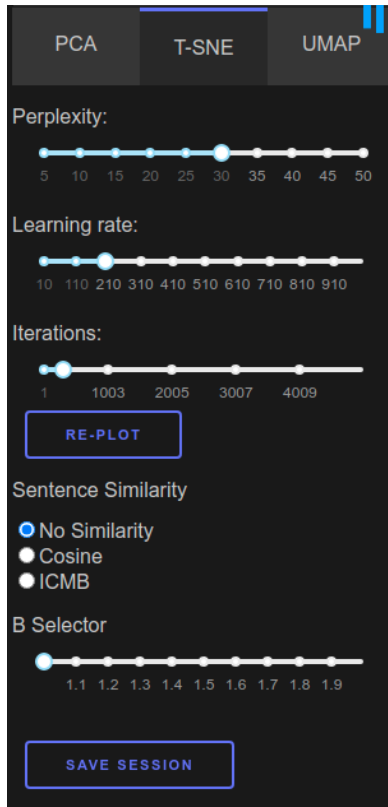 PCA T-SNE UMAP
Perplexity:
5 10 15 20 25 30 35 40 45 50
Learning rate:
10 110 210 310 410 510 610 710 810 910
Iterations:
1 1003 2005 3007 4009
RE-PLOT
Sentence Similarity
No Similarity
Cosine
ICMB
B Selector
1.1 1.2 1.3 1.4 1.5 1.6 1.7 1.8 1.9
SAVE SESSION